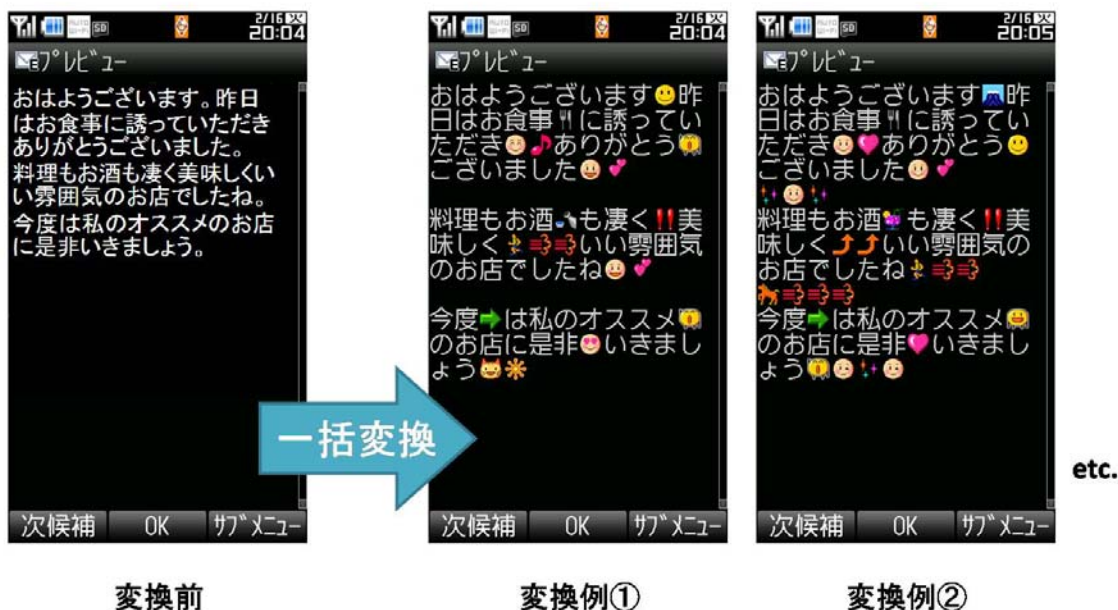 2/16火
20:04
プレビュー
おはようございます。昨日
はお食事に誘っていただき
ありがとうございました。
料理もお酒も凄く美味しくい
い雰囲気のお店でしたね。
今度は私のオススメのお店
に是非いきましょう。
次候補 OK サブメニュー
変換前
一括変換
2/16火
20:04
プレビュー
おはようございます🙂昨
日はお食事🍴に誘ってい
ただき😊🎵ありがとう
ございました😀💕
料理もお酒🍶も凄く‼美
味しくいい雰囲気
のお店でしたね😀💕
今度➡は私のオススメ
のお店に是非😍いきまし
ょう
次候補 OK サブメニュー
変換例①
2/16火
20:05
プレビュー
おはようございます🗻昨
日はお食事🍴に誘ってい
ただき😊💗ありがとう🙂
ございました😀💕
料理もお酒🍷も凄く‼美
味しく⤴⤴いい雰囲気の
お店でしたね
今度➡は私のオススメ
のお店に是非💗いきまし
ょう
次候補 OK サブメニュー
変換例②
etc.